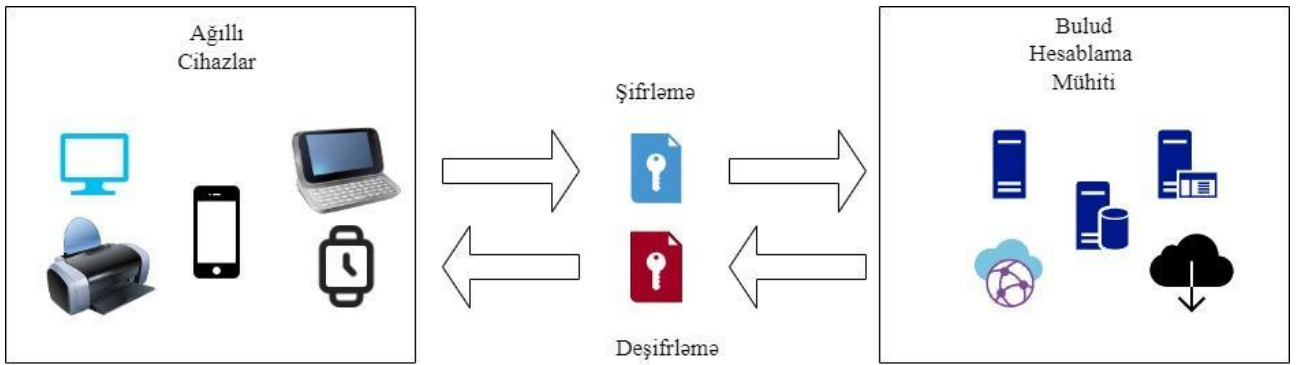 Ağıllı
Cihazlar
Şifrləmə
Deşifrləmə
Bulud
Hesablama
Mühiti